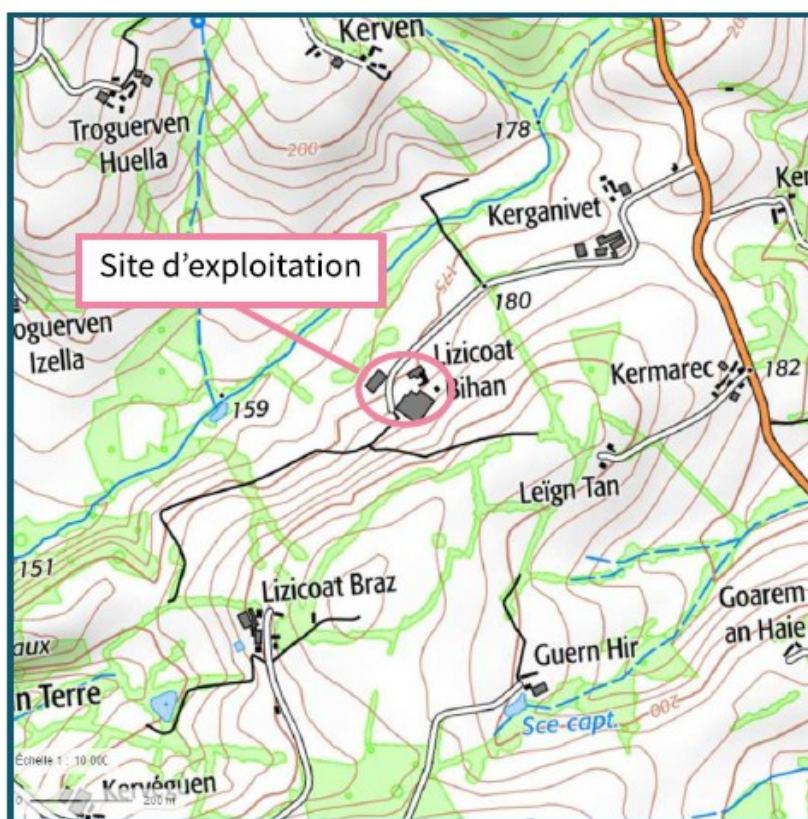 Kerven
Troguerven
Huella
200
178
Kerganivet
Ker
Site d'exploitation
175
180
oguerven
Izella
Lizicoat
Bihan
159
Kermarec
182
Leïgn Tan
151
Lizicoat Braz
Goarem
an Haie
aux
Guern Hir
n Terre
200
Sce capt.
Échelle 1 : 10 000
Kervéguen
0
200 m